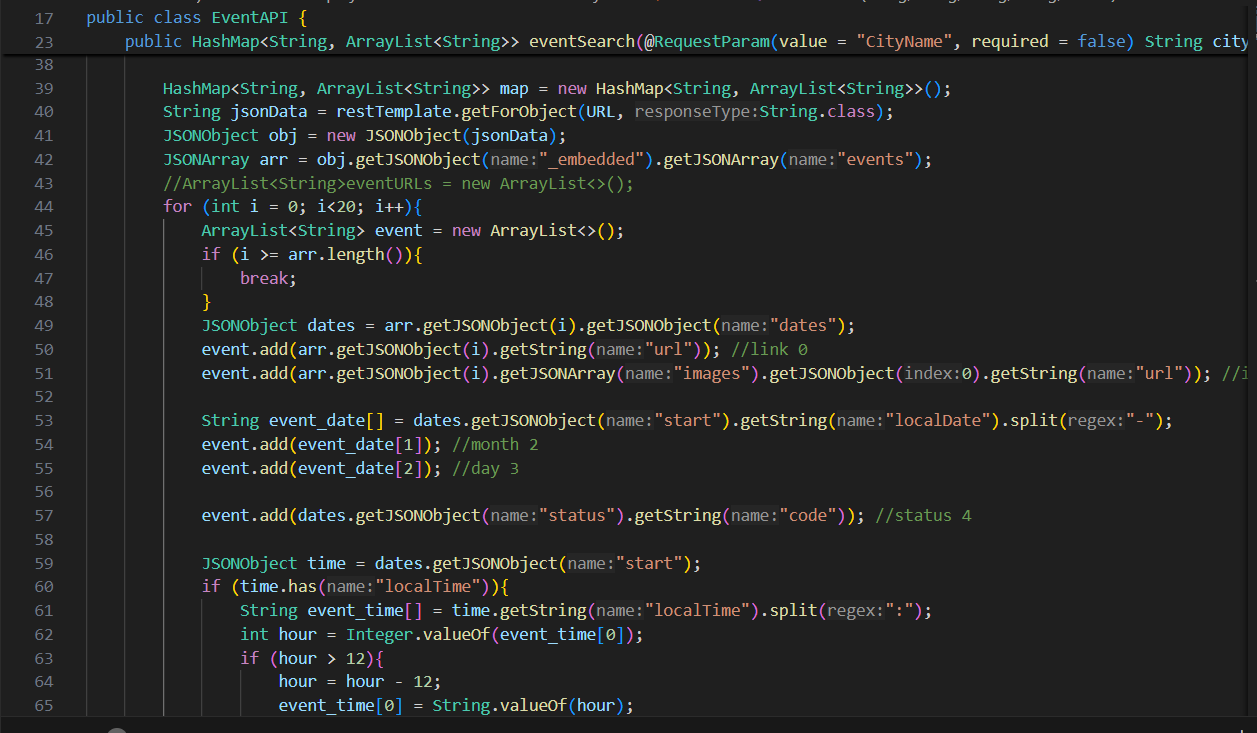 17 public class EventAPI {
23 public HashMap<String, ArrayList<String>> eventSearch(@RequestParam(value = "CityName", required = false) String city
38
39 HashMap<String, ArrayList<String>> map = new HashMap<String, ArrayList<String>>();
40 String jsonData = restTemplate.getForObject(URL, responseType:String.class);
41 JSONObject obj = new JSONObject(jsonData);
42 JSONArray arr = obj.getJSONObject(name:"_embedded").getJSONArray(name:"events");
43 //ArrayList<String>eventURLs = new ArrayList<>();
44 for (int i = 0; i<20; i++){
45 ArrayList<String> event = new ArrayList<>();
46 if (i >= arr.length()){
47 break;
48 }
49 JSONObject dates = arr.getJSONObject(i).getJSONObject(name:"dates");
50 event.add(arr.getJSONObject(i).getString(name:"url")); //link 0
51 event.add(arr.getJSONObject(i).getJSONArray(name:"images").getJSONObject(index:0).getString(name:"url")); //i
52
53 String event_date[] = dates.getJSONObject(name:"start").getString(name:"localDate").split(regex:"-");
54 event.add(event_date[1]); //month 2
55 event.add(event_date[2]); //day 3
56
57 event.add(dates.getJSONObject(name:"status").getString(name:"code")); //status 4
58
59 JSONObject time = dates.getJSONObject(name:"start");
60 if (time.has(name:"localTime")){
61 String event_time[] = time.getString(name:"localTime").split(regex:":");
62 int hour = Integer.valueOf(event_time[0]);
63 if (hour > 12){
64 hour = hour - 12;
65 event_time[0] = String.valueOf(hour);